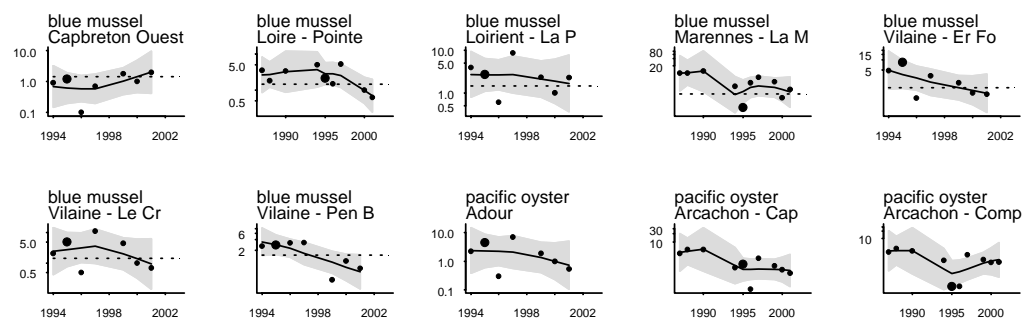 blue mussel
Capbreton Ouest
10.0
1.0
0.1
1994 1998 2002
blue mussel
Loire - Pointe
5.0
0.5
1990 1995 2000
blue mussel
Loirient - La P
5.0
1.0
0.5
1994 1998 2002
blue mussel
Marennes - La M
80
20
1990 1995 2000
blue mussel
Vilaine - Er Fo
15
5
1994 1998 2002
blue mussel
Vilaine - Le Cr
5.0
0.5
1994 1998 2002
blue mussel
Vilaine - Pen B
6
2
1994 1998 2002
pacific oyster
Adour
10.0
1.0
0.1
1994 1998 2002
pacific oyster
Arcachon - Cap
30
10
1990 1995 2000
pacific oyster
Arcachon - Comp
10
1990 1995 2000